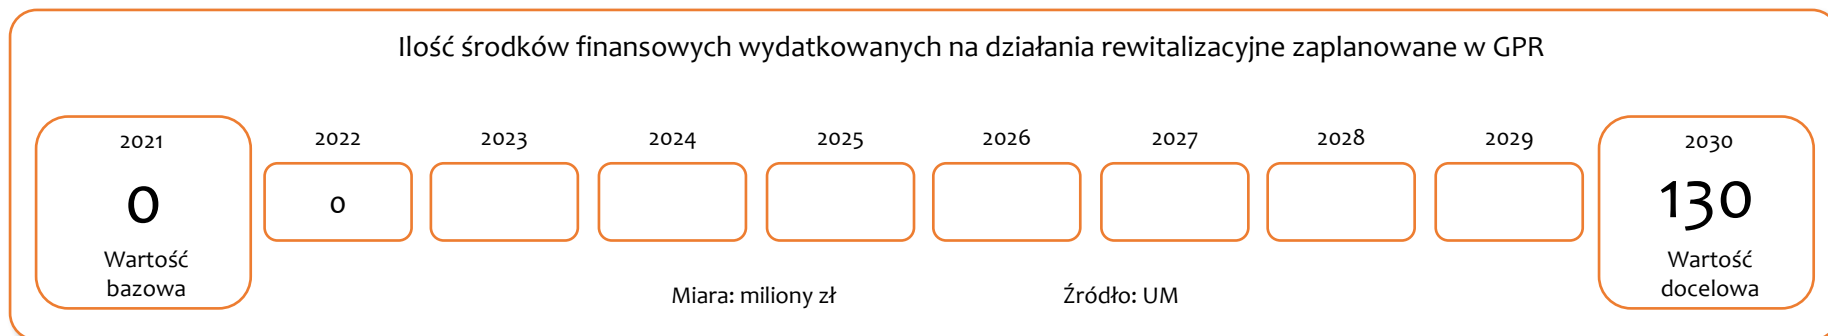 Ilość środków finansowych wydatkowanych na działania rewitalizacyjne zaplanowane w GPR
2021
2022
2023
2024
2025
2026
2027
2028
2029
2030
0
0
130
Wartość
bazowa
Wartość
docelowa
Miara: miliony zł
Źródło: UM